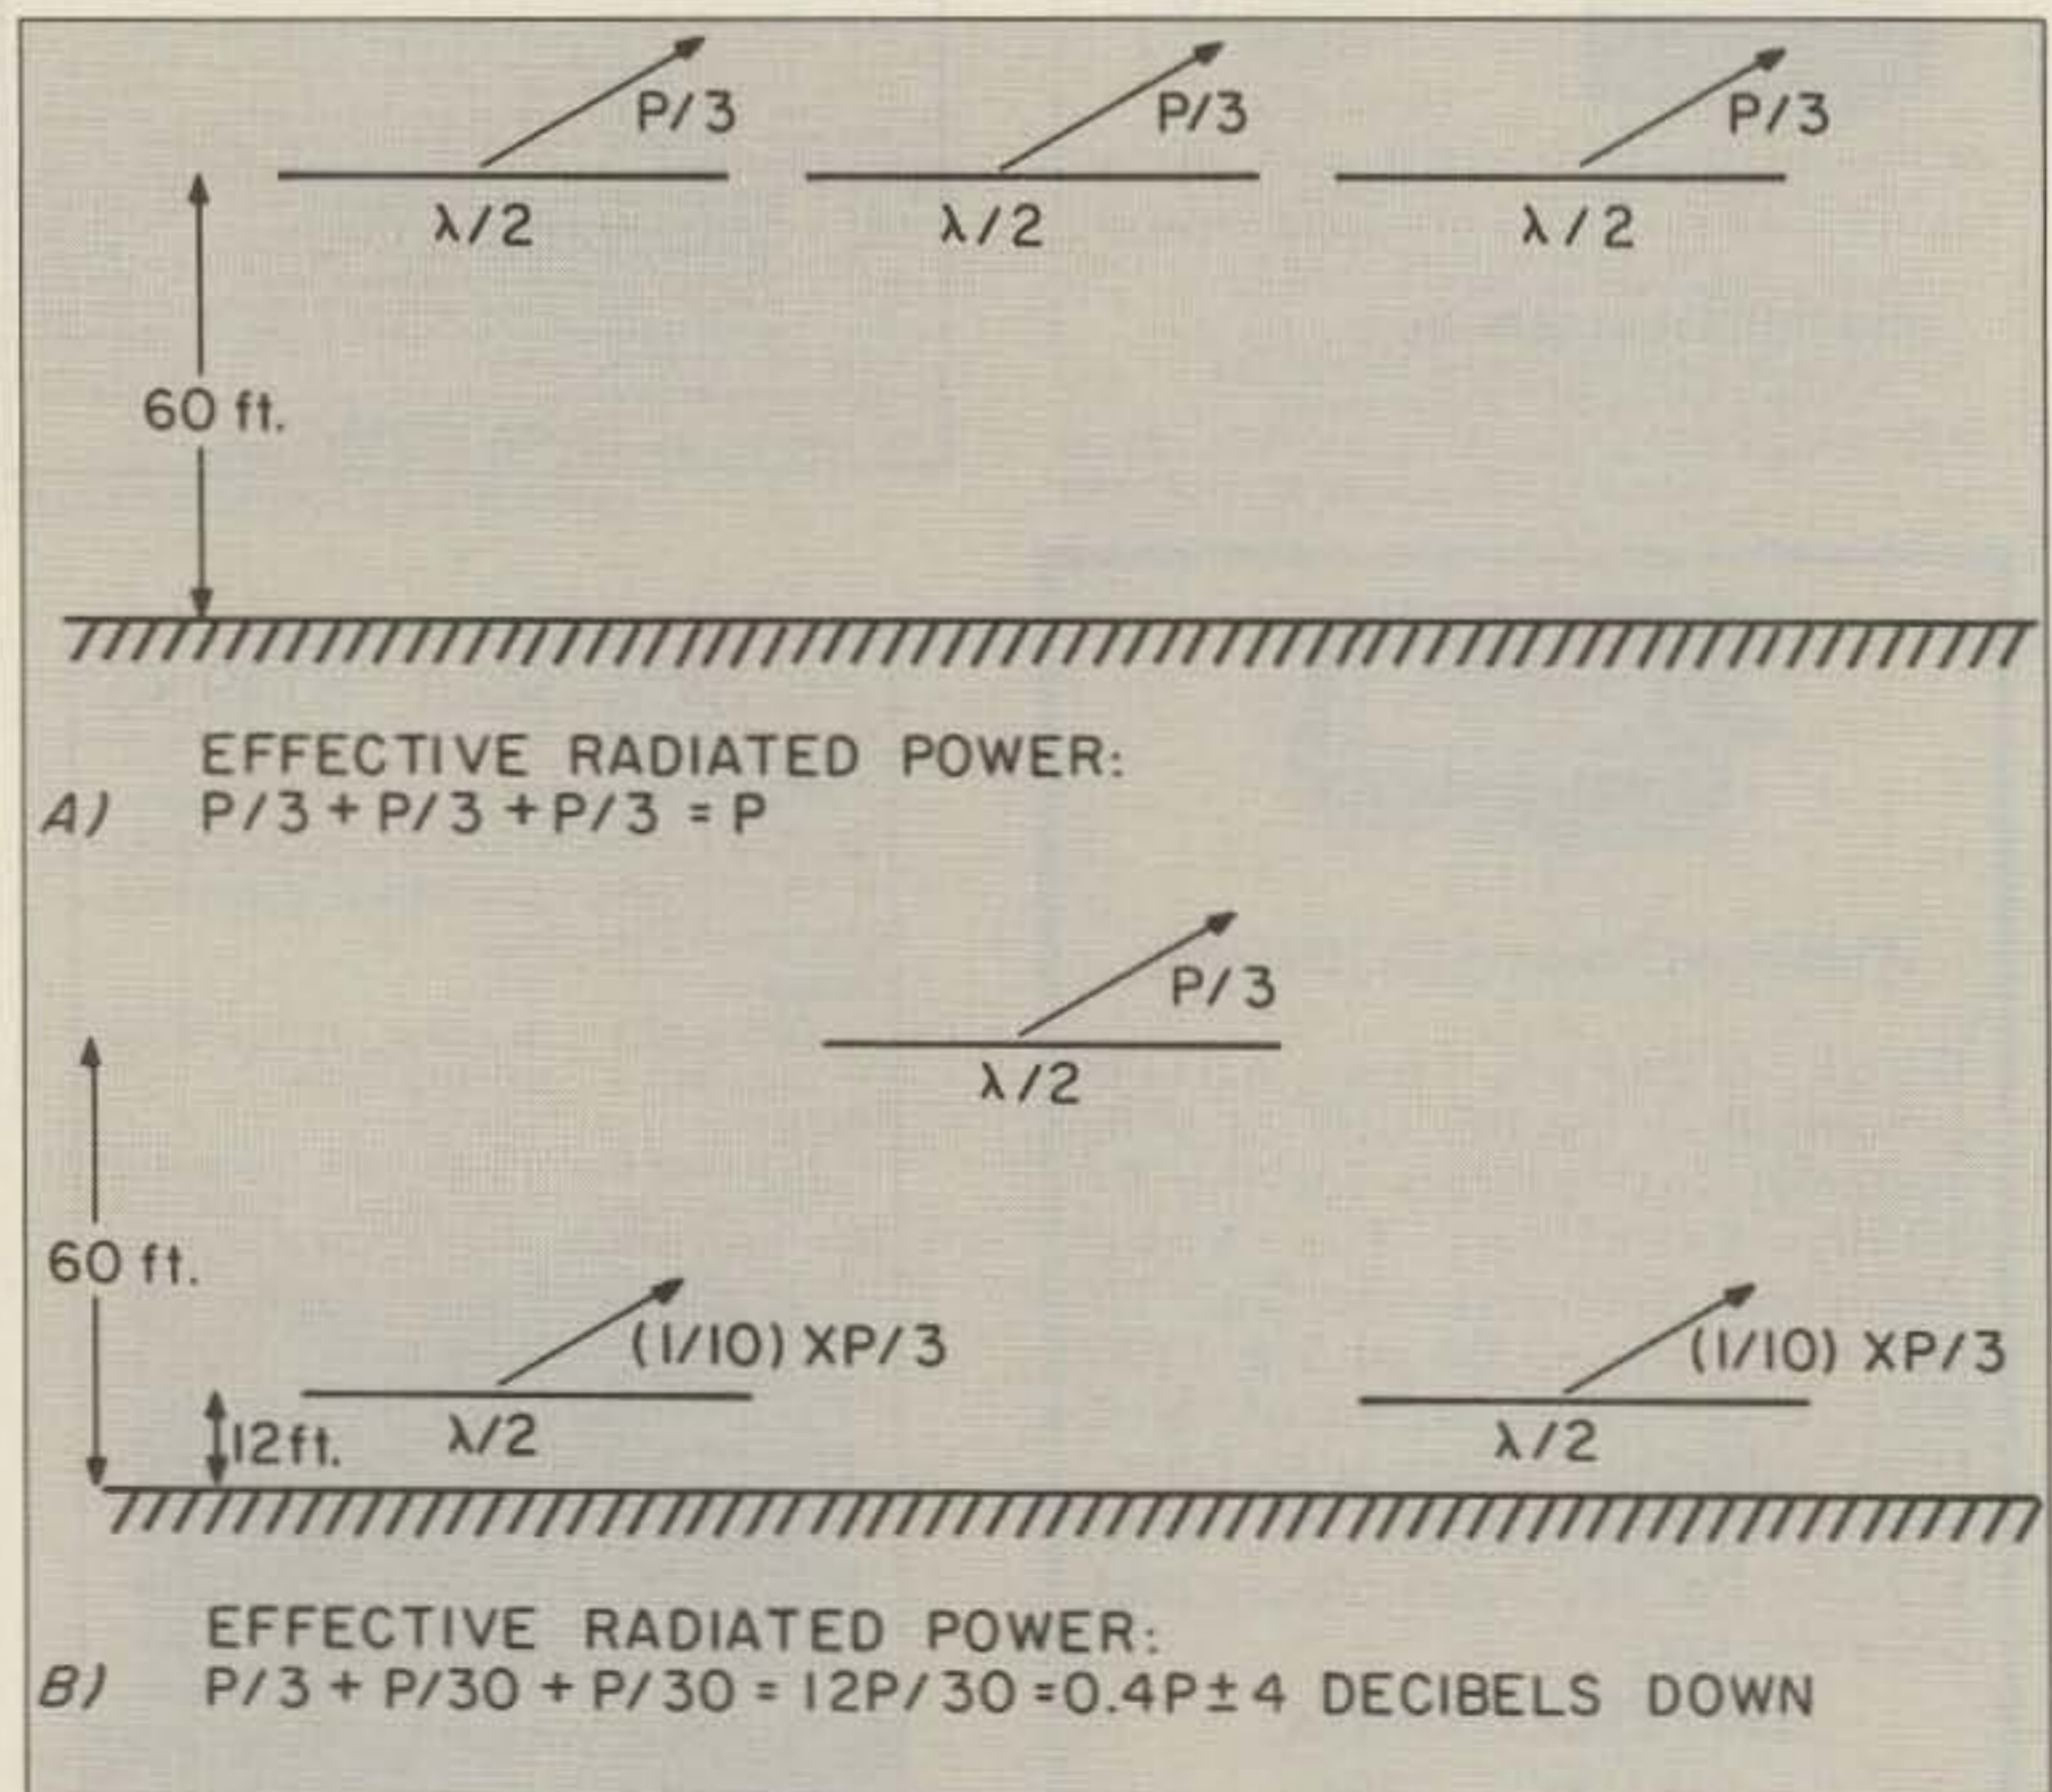 P/3 P/3 P/3
λ/2 λ/2 λ/2
60 ft.
EFFECTIVE RADIATED POWER:
A) P/3 + P/3 + P/3 = P
P/3
λ/2
60 ft.
(1/10) XP/3 (1/10) XP/3
12ft. λ/2 λ/2
EFFECTIVE RADIATED POWER:
B) P/3 + P/30 + P/30 = 12P/30 =0.4P± 4 DECIBELS DOWN